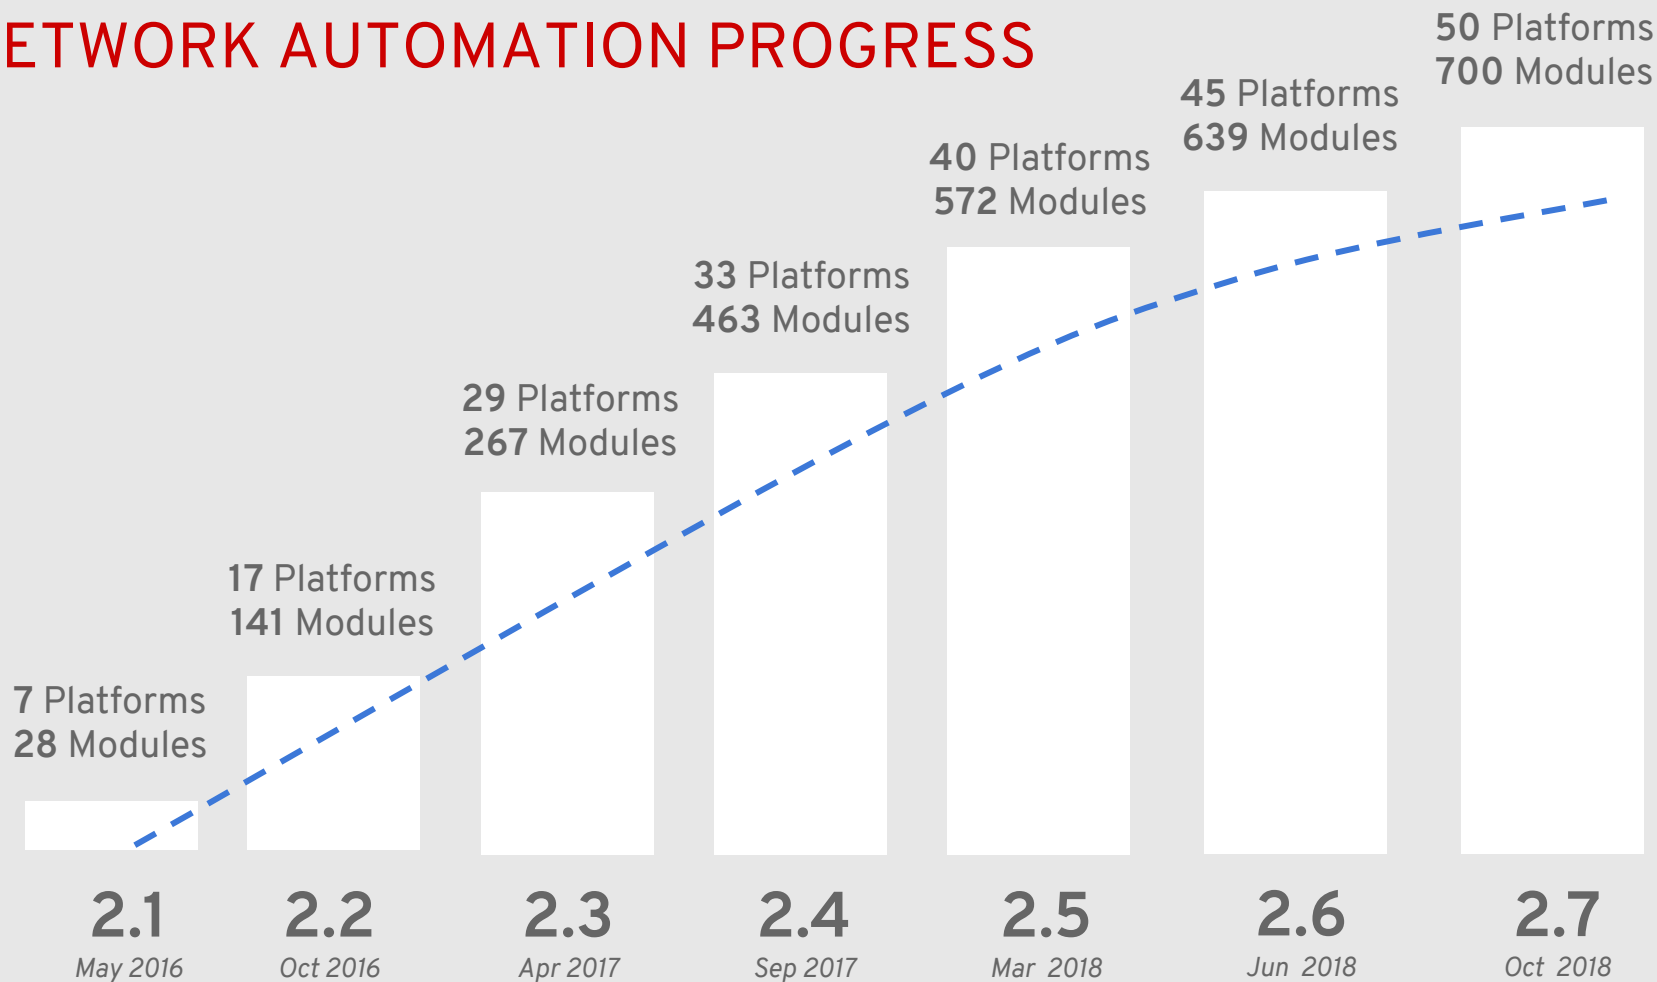 ETWORK AUTOMATION PROGRESS
50 Platforms
700 Modules
45 Platforms
639 Modules
40 Platforms
572 Modules
33 Platforms
463 Modules
29 Platforms
267 Modules
17 Platforms
141 Modules
7 Platforms
28 Modules
2.1 2.2 2.3 2.4 2.5 2.6 2.7
May 2016 Oct 2016 Apr 2017 Sep 2017 Mar 2018 Jun 2018 Oct 2018